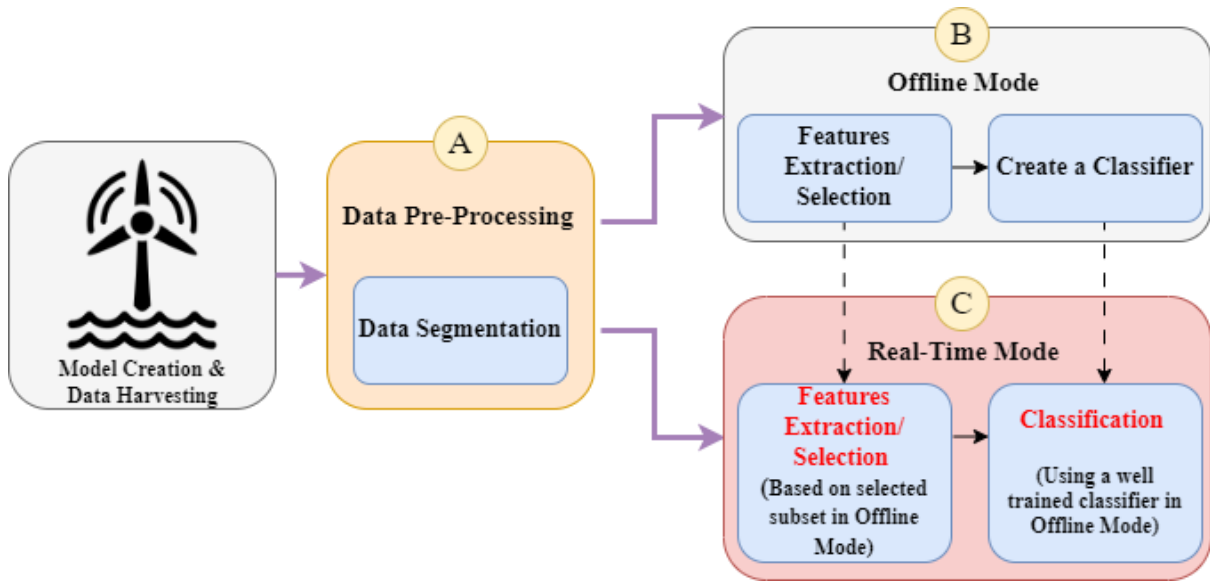 Model Creation &
Data Harvesting
A
Data Pre-Processing
Data Segmentation
B
Offline Mode
Features
Extraction/
Selection
Create a Classifier
C
Real-Time Mode
Features
Extraction/
Selection
(Based on selected
subset in Offline
Mode)
Classification
(Using a well
trained classifier in
Offline Mode)